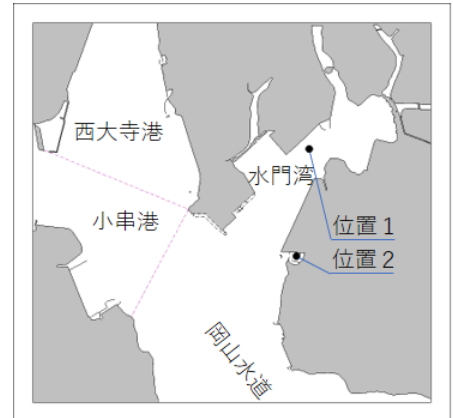 西大寺港
水門湾
小串港
位置1
位置2
岡山水道